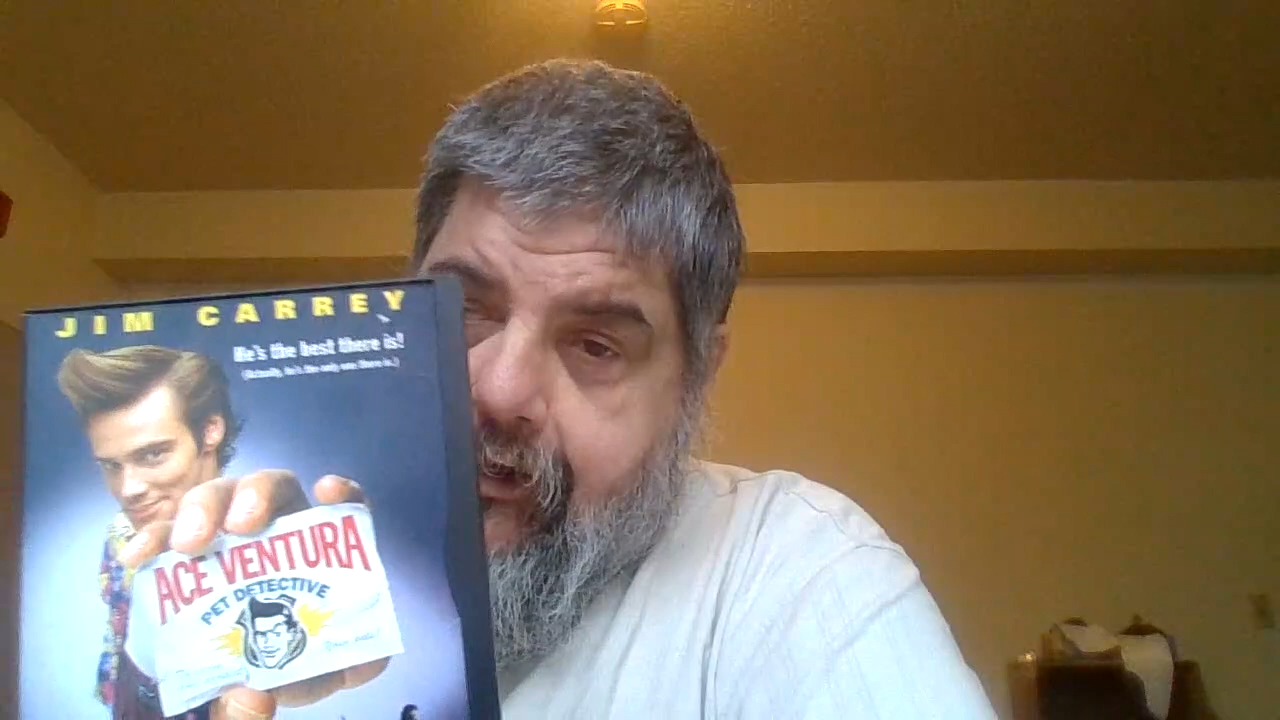 JIM CARREY
He's the best there is!
(Actually, he's the only one there is.)
ACE VENTURA
PET DETECTIVE